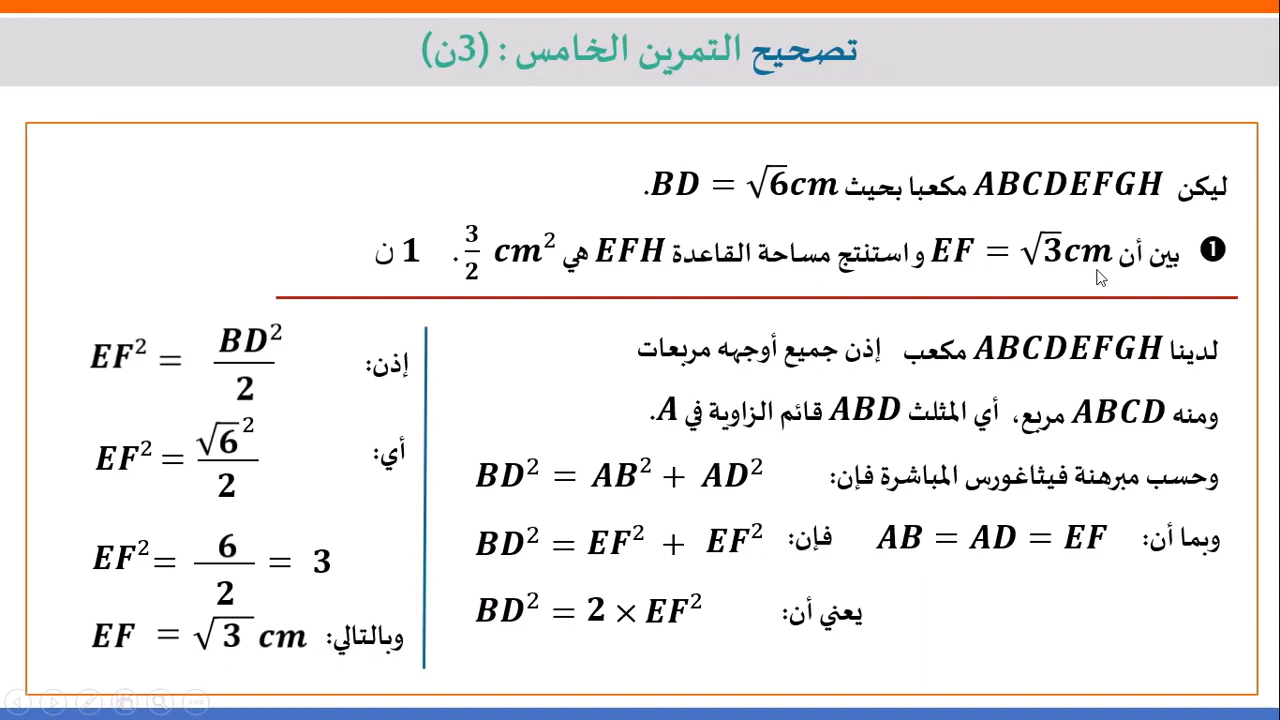 تصحيح التمرين الخامس : (3ن)
ليكن ABCDEFGH مكعبا بحيث BD = √6cm.
❶ بين أن EF = √3cm و استنتج مساحة القاعدة EFH هي 3/2 cm². 1 ن
لدينا ABCDEFGH مكعب إذن جميع أوجهه مربعات
ومنه ABCD مربع، أي المثلث ABD قائم الزاوية في A.
وحسب مبرهنة فيثاغورس المباشرة فإن: BD² = AB² + AD²
وبما أن: AB = AD = EF فإن: BD² = EF² + EF²
يعني أن: BD² = 2 × EF²
إذن: EF² = BD²/2
أي: EF² = √6²/2
EF² = 6/2 = 3
وبالتالي: EF = √3 cm